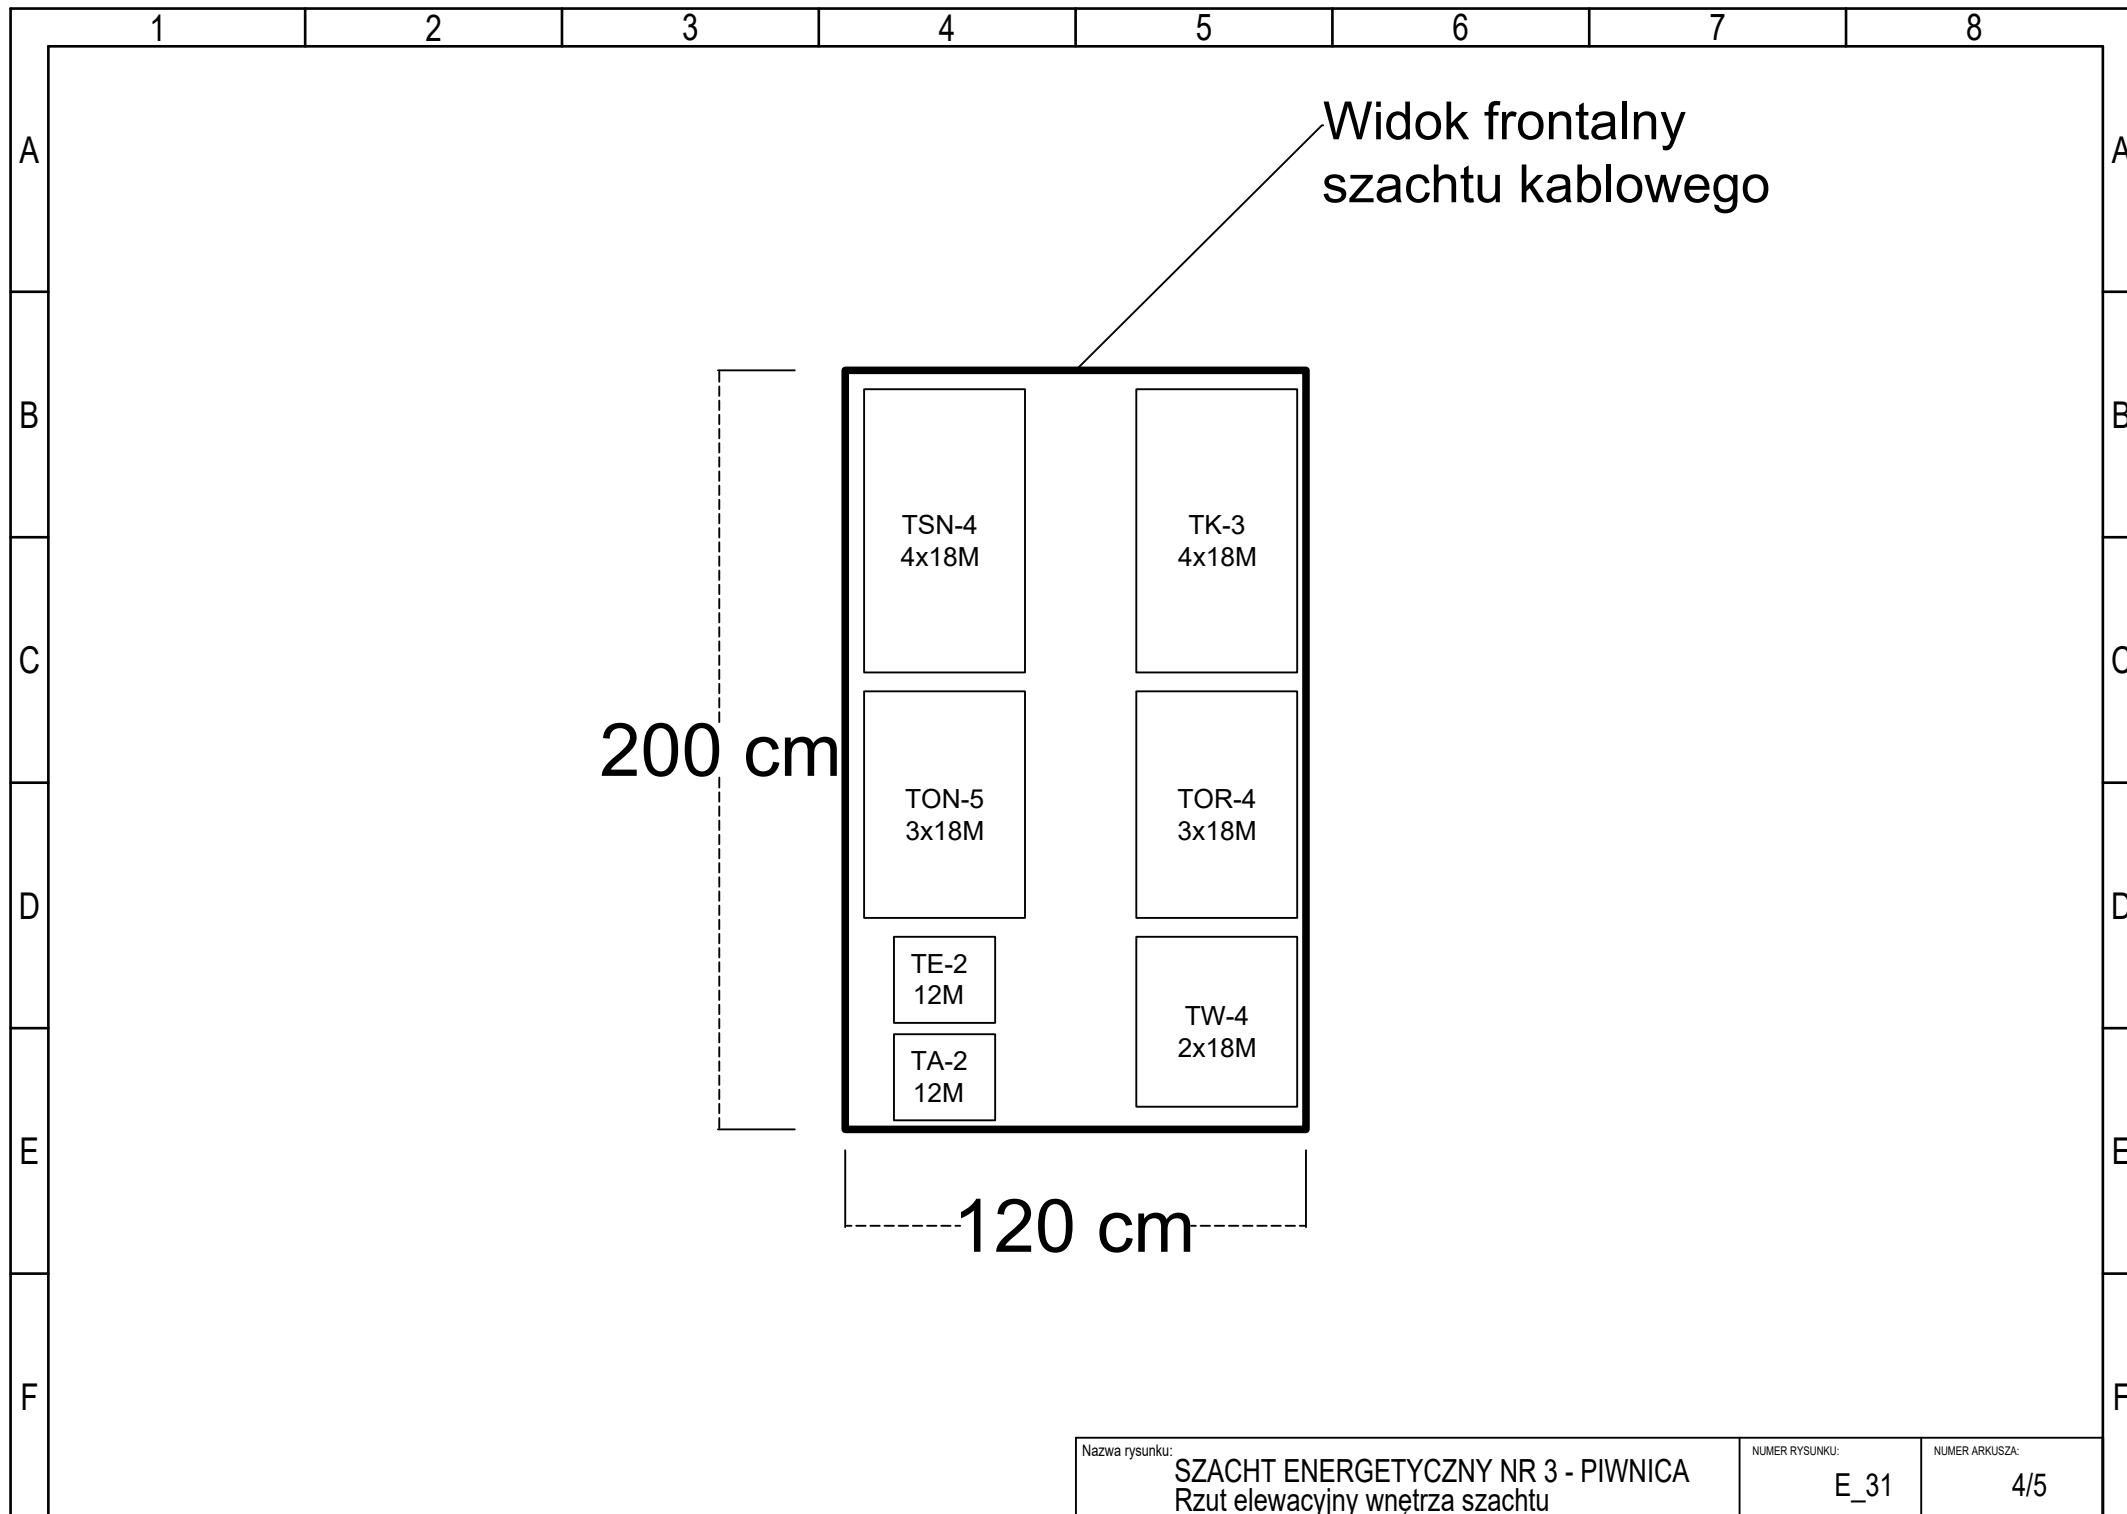 1 2 3 4 5 6 7 8
A A
Widok frontalny
szachtu kablowego
B B
TSN-4
4x18M
TK-3
4x18M
C C
200 cm
TON-5
3x18M
TOR-4
3x18M
D D
TE-2
12M
TW-4
2x18M
TA-2
12M
E E
120 cm
F F
Nazwa rysunku:
SZACHT ENERGETYCZNY NR 3 - PIWNICA
Rzut elewacyjny wnętrza szachtu
NUMER RYSUNKU:
E_31
NUMER ARKUSZA:
4/5